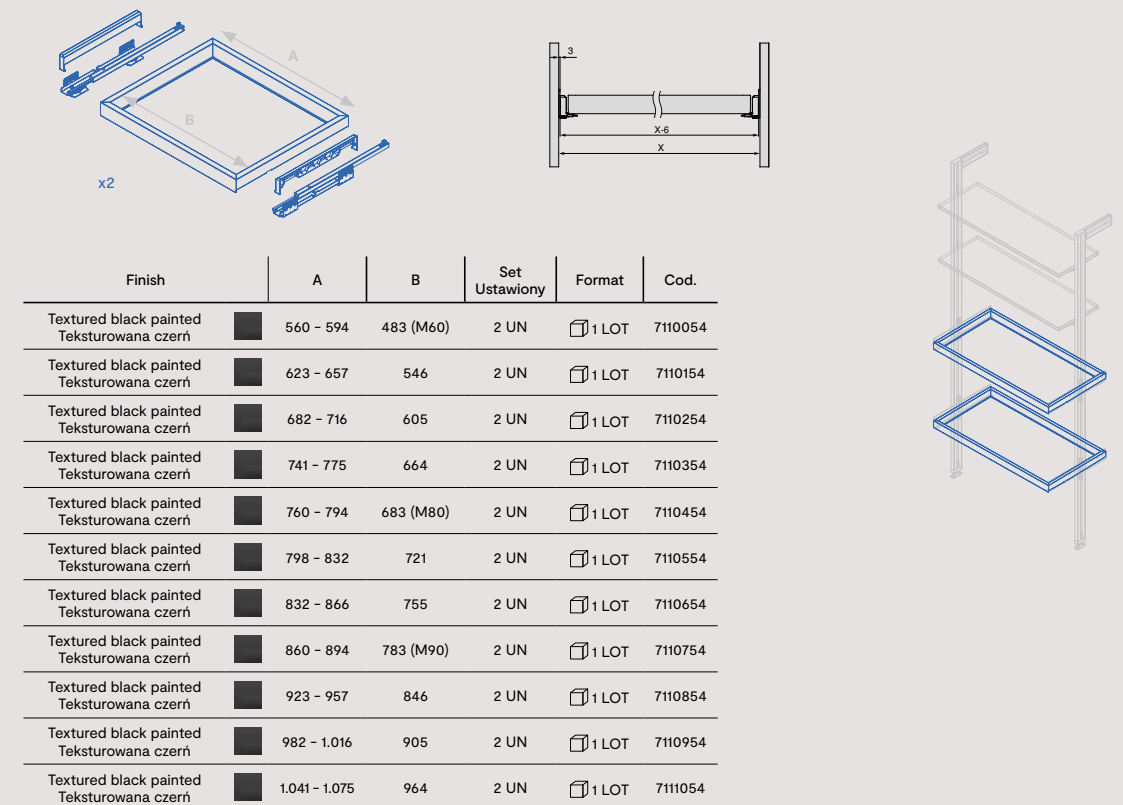 A
B
x2
3
X-6
X
Finish A B Set Ustawiony Format Cod.
Textured black painted
Teksturowana czerń
560 – 594 483 (M60) 2 UN 1 LOT 7110054
Textured black painted
Teksturowana czerń
623 – 657 546 2 UN 1 LOT 7110154
Textured black painted
Teksturowana czerń
682 – 716 605 2 UN 1 LOT 7110254
Textured black painted
Teksturowana czerń
741 – 775 664 2 UN 1 LOT 7110354
Textured black painted
Teksturowana czerń
760 – 794 683 (M80) 2 UN 1 LOT 7110454
Textured black painted
Teksturowana czerń
798 – 832 721 2 UN 1 LOT 7110554
Textured black painted
Teksturowana czerń
832 – 866 755 2 UN 1 LOT 7110654
Textured black painted
Teksturowana czerń
860 – 894 783 (M90) 2 UN 1 LOT 7110754
Textured black painted
Teksturowana czerń
923 – 957 846 2 UN 1 LOT 7110854
Textured black painted
Teksturowana czerń
982 – 1.016 905 2 UN 1 LOT 7110954
Textured black painted
Teksturowana czerń
1.041 – 1.075 964 2 UN 1 LOT 7111054